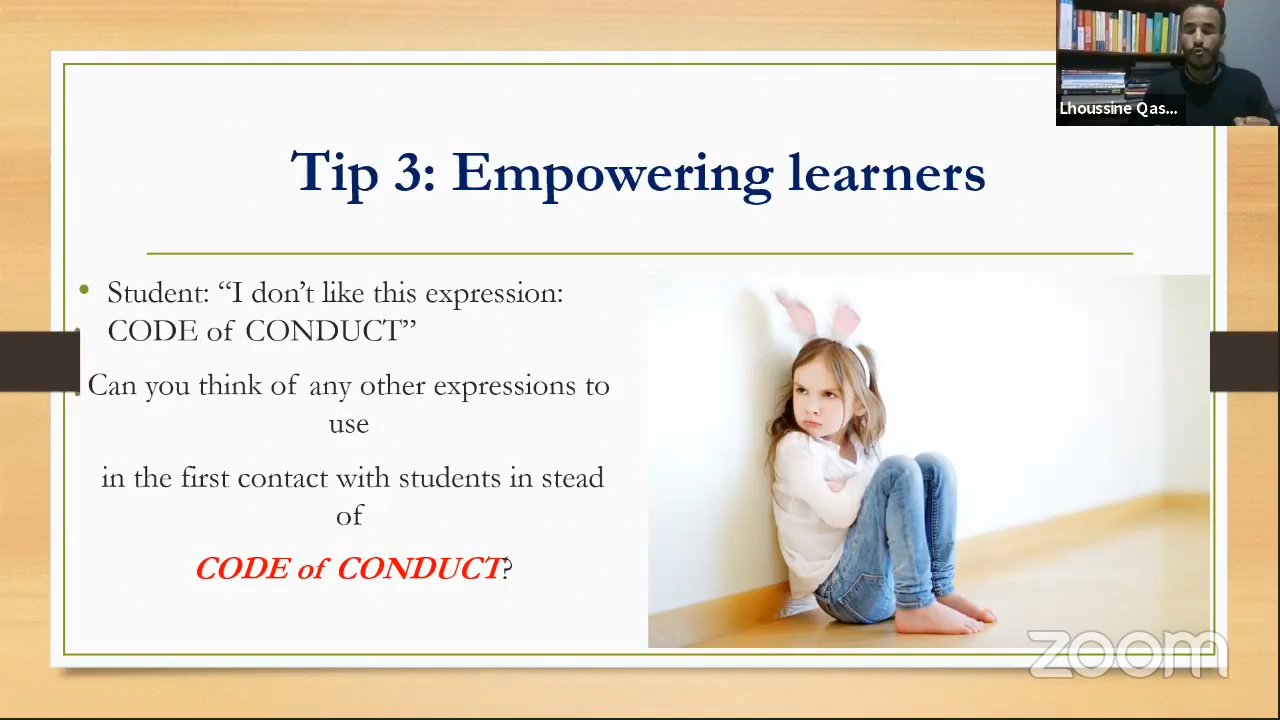 Lhoussine Qas...
Tip 3: Empowering learners
• Student: “I don’t like this expression:
CODE of CONDUCT”
Can you think of any other expressions to
use
in the first contact with students in stead
of
CODE of CONDUCT?
zoom